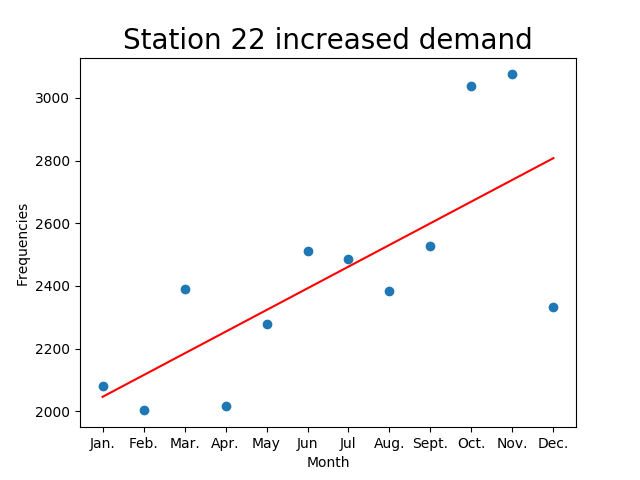 Station 22 increased demand
3000
2800
2600
2400
2200
2000
Frequencies
Jan. Feb. Mar. Apr. May Jun Jul Aug. Sept. Oct. Nov. Dec.
Month